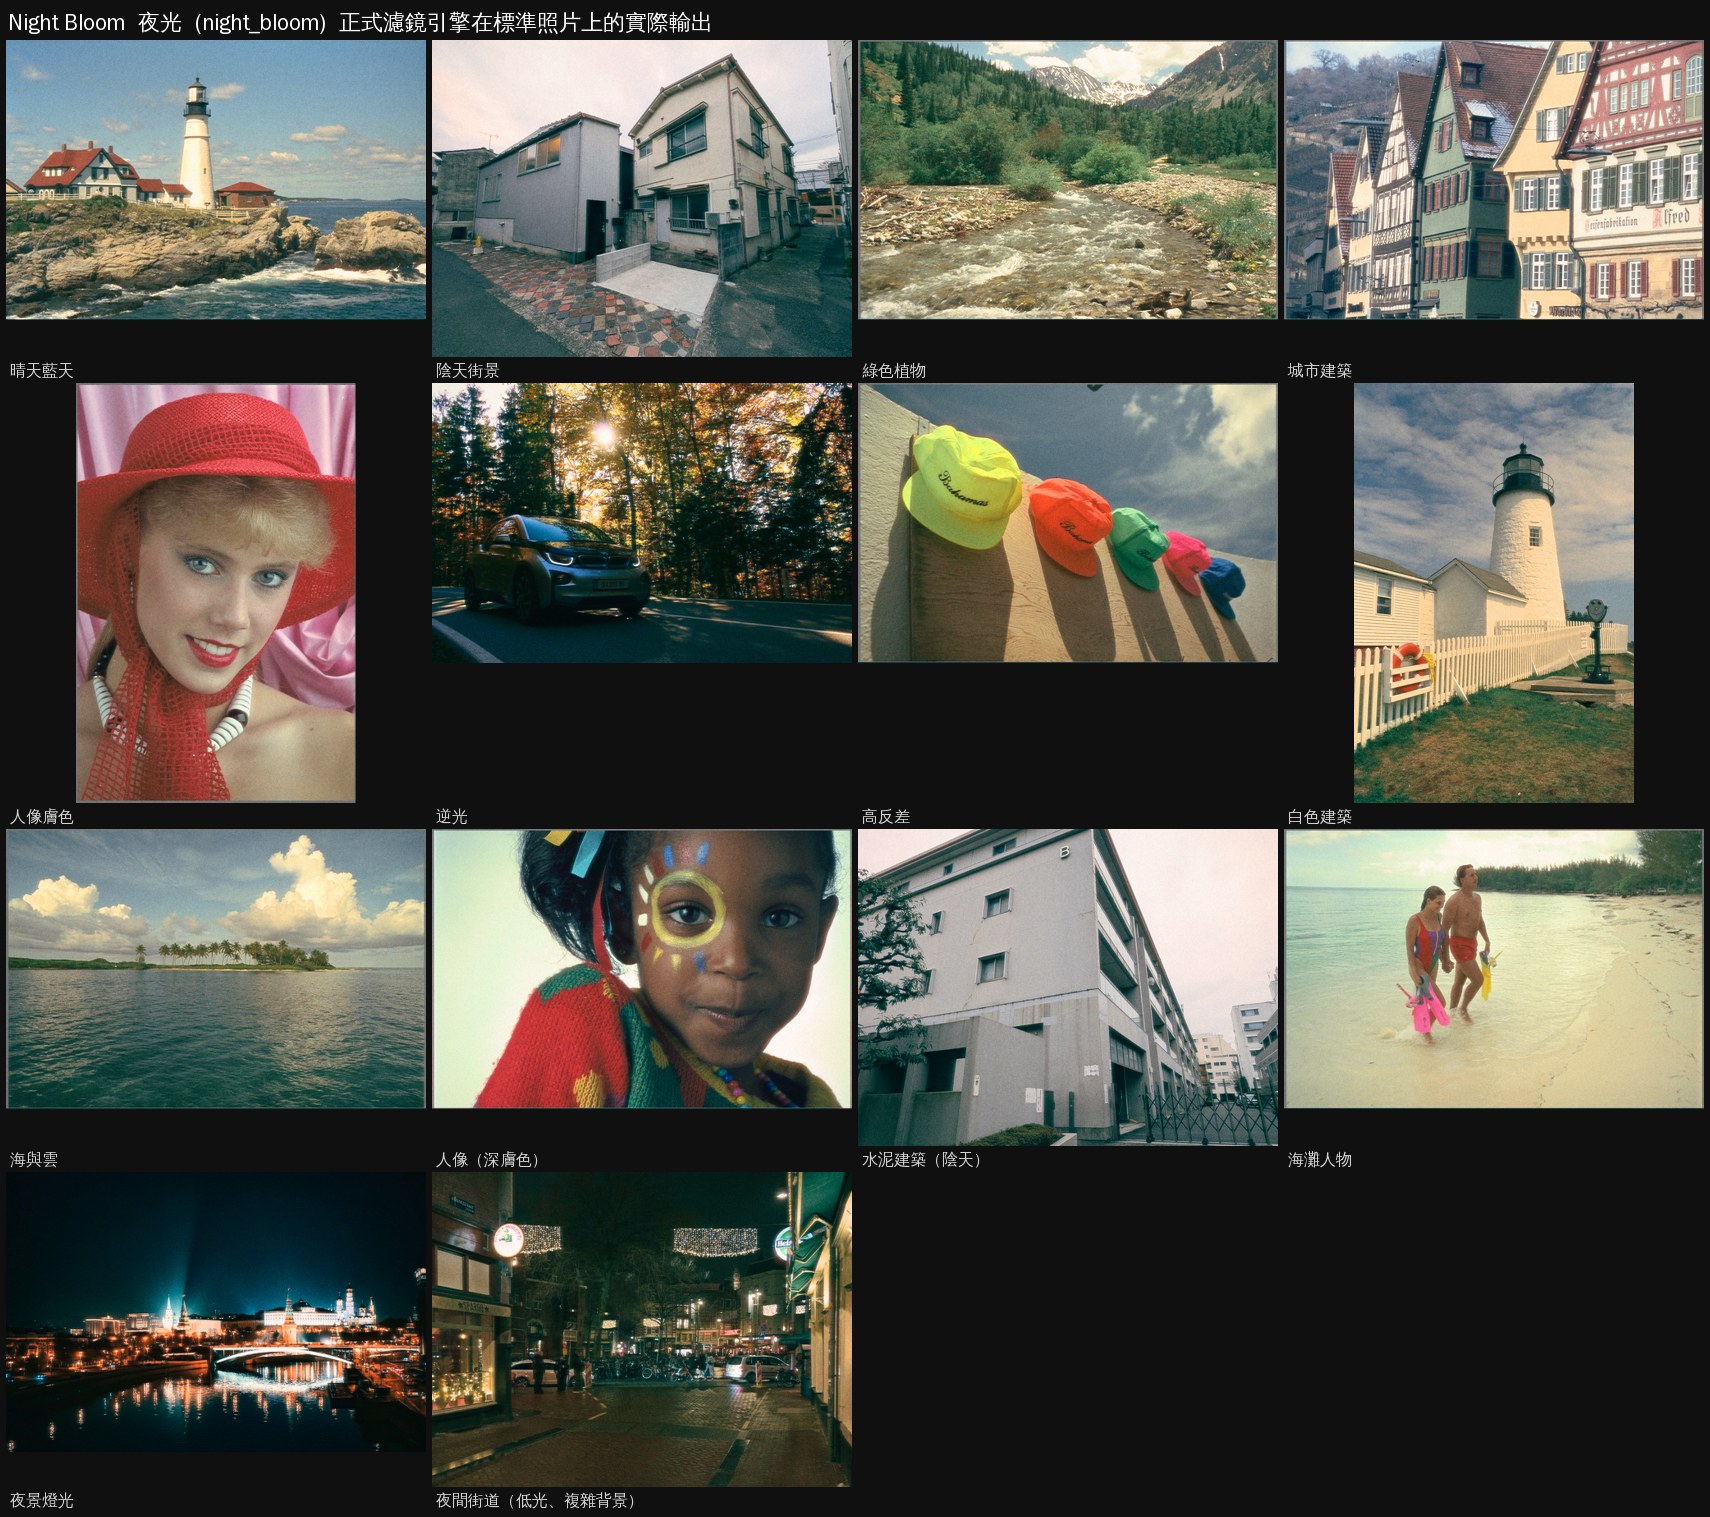 Night Bloom 夜光 (night_bloom) 正式濾鏡引擎在標準照片上的實際輸出
Reifenfabrikation Alfred
晴天藍天
陰天街景
綠色植物
城市建築
Bahamas
Bahamas
人像膚色
逆光
高反差
白色建築
B
海與雲
人像（深膚色）
水泥建築（陰天）
海灘人物
夜景燈光
夜間街道（低光、複雜背景）